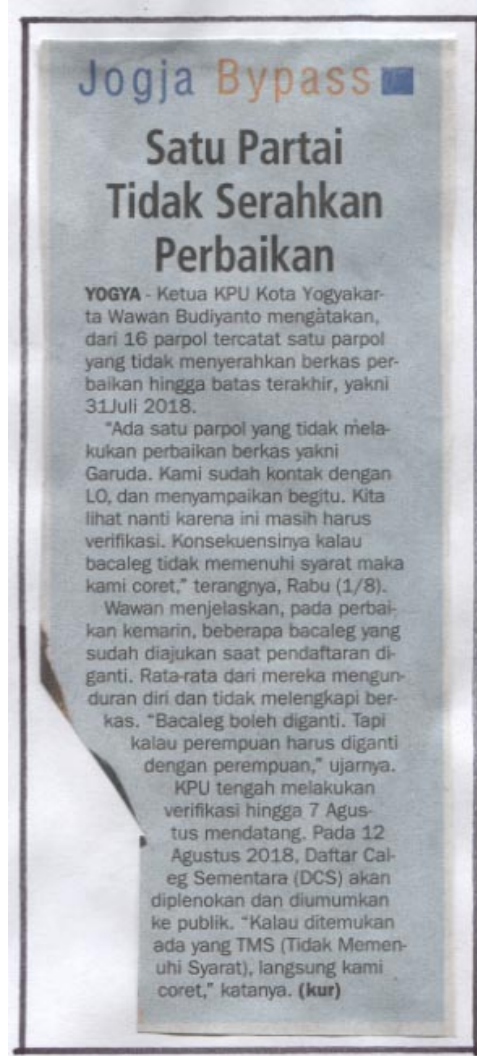 Jogja Bypass
Satu Partai
Tidak Serahkan
Perbaikan
YOGYA - Ketua KPU Kota Yogyakar-
ta Wawan Budiyanto mengatakan,
dari 16 parpol tercatat satu parpol
yang tidak menyerahkan berkas per-
baikan hingga batas terakhir, yakni
31Juli 2018.
"Ada satu parpol yang tidak mela-
kukan perbaikan berkas yakni
Garuda. Kami sudah kontak dengan
LO, dan menyampaikan begitu. Kita
lihat nanti karena ini masih harus
verifikasi. Konsekuensinya kalau
bacaleg tidak memenuhi syarat maka
kami coret," terangnya, Rabu (1/8).
Wawan menjelaskan, pada perbai-
kan kemarin, beberapa bacaleg yang
sudah diajukan saat pendaftaran di-
ganti. Rata-rata dari mereka mengun-
duran diri dan tidak melengkapi ber-
kas. "Bacaleg boleh diganti. Tapi
kalau perempuan harus diganti
dengan perempuan," ujarnya.
KPU tengah melakukan
verifikasi hingga 7 Agus-
tus mendatang. Pada 12
Agustus 2018, Daftar Cal-
eg Sementara (DCS) akan
diplenokan dan diumumkan
ke publik. "Kalau ditemukan
ada yang TMS (Tidak Memen-
uhi Syarat), langsung kami
coret," katanya. (kur)